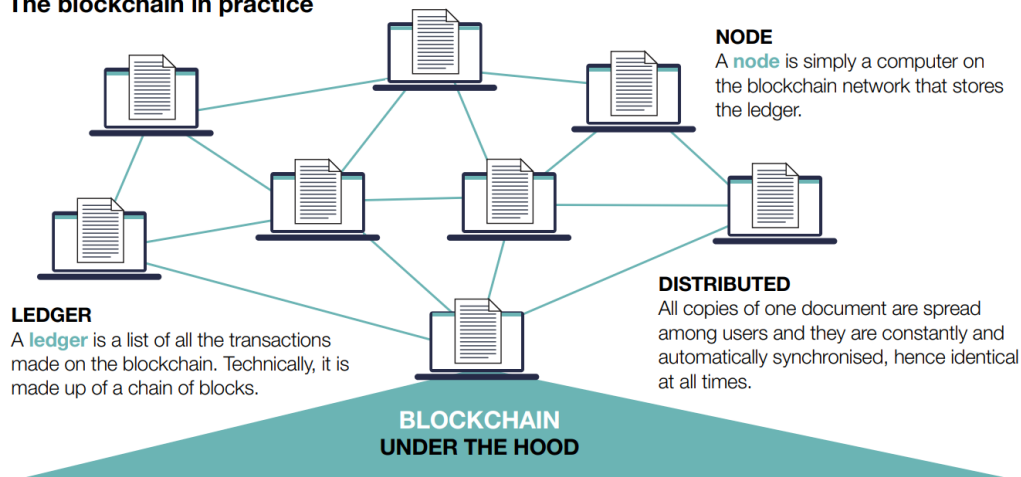 The blockchain in practice
NODE
A node is simply a computer on
the blockchain network that stores
the ledger.
LEDGER
A ledger is a list of all the transactions
made on the blockchain. Technically, it is
made up of a chain of blocks.
DISTRIBUTED
All copies of one document are spread
among users and they are constantly and
automatically synchronised, hence identical
at all times.
BLOCKCHAIN
UNDER THE HOOD